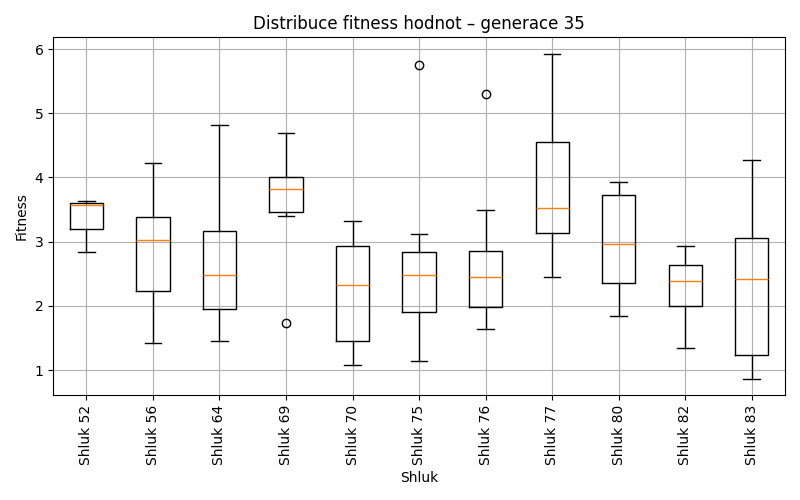 Distribuce fitness hodnot – generace 35
Fitness
6
5
4
3
2
1
Shluk 52
Shluk 56
Shluk 64
Shluk 69
Shluk 70
Shluk 75
Shluk 76
Shluk 77
Shluk 80
Shluk 82
Shluk 83
Shluk